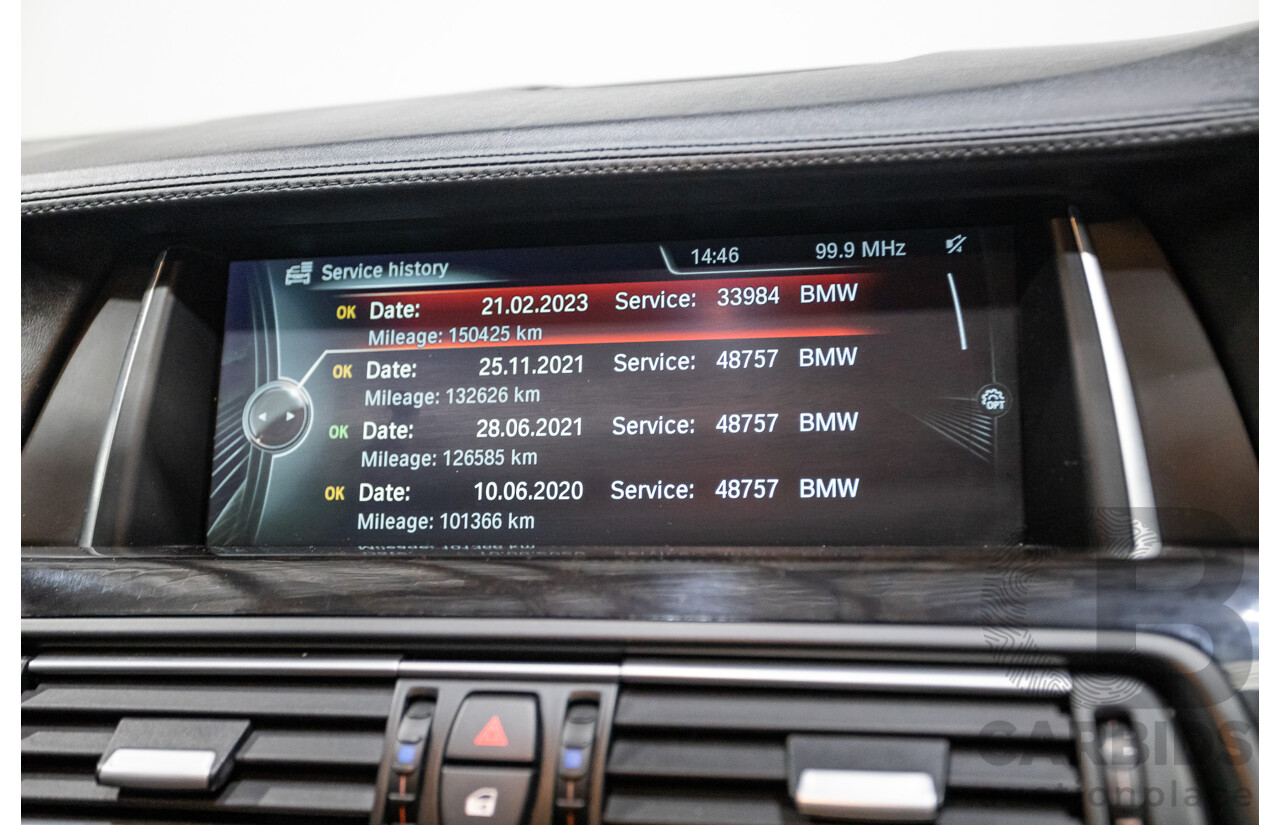 Service history 14:46 99.9 MHz
OK Date: 21.02.2023 Service: 33984 BMW
Mileage: 150425 km
OK Date: 25.11.2021 Service: 48757 BMW
Mileage: 132626 km
OPT
OK Date: 28.06.2021 Service: 48757 BMW
Mileage: 126585 km
OK Date: 10.06.2020 Service: 48757 BMW
Mileage: 101366 km
B
CARBIDS
auctionplace